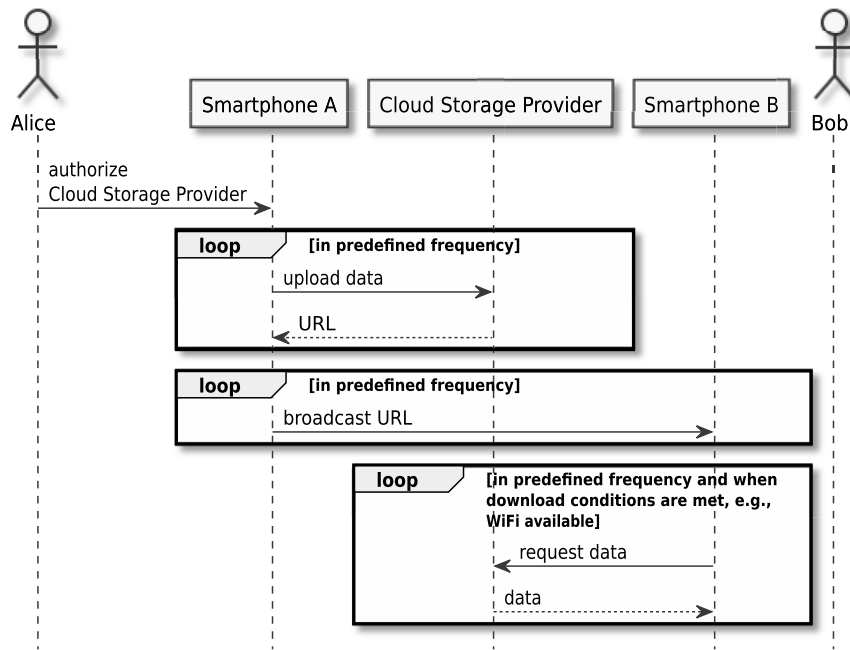 Alice
Smartphone A
Cloud Storage Provider
Smartphone B
Bob
authorize
Cloud Storage Provider
loop
[in predefined frequency]
upload data
URL
loop
[in predefined frequency]
broadcast URL
loop
[in predefined frequency and when
download conditions are met, e.g.,
WiFi available]
request data
data